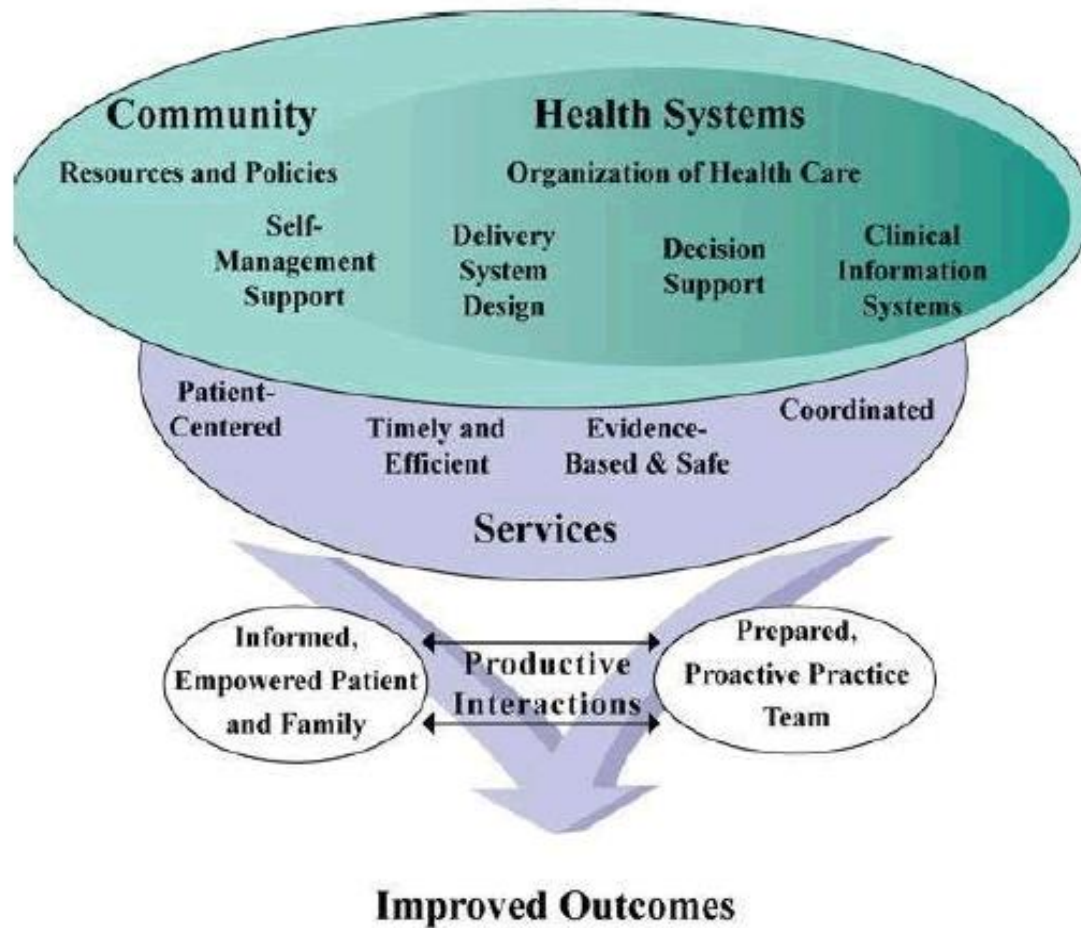 Community
Health Systems
Resources and Policies
Organization of Health Care
Self-
Management
Support
Delivery
System
Design
Decision
Support
Clinical
Information
Systems
Patient-
Centered
Timely and
Efficient
Evidence-
Based & Safe
Coordinated
Services
Informed,
Empowered Patient
and Family
Productive
Interactions
Prepared,
Proactive Practice
Team
Improved Outcomes